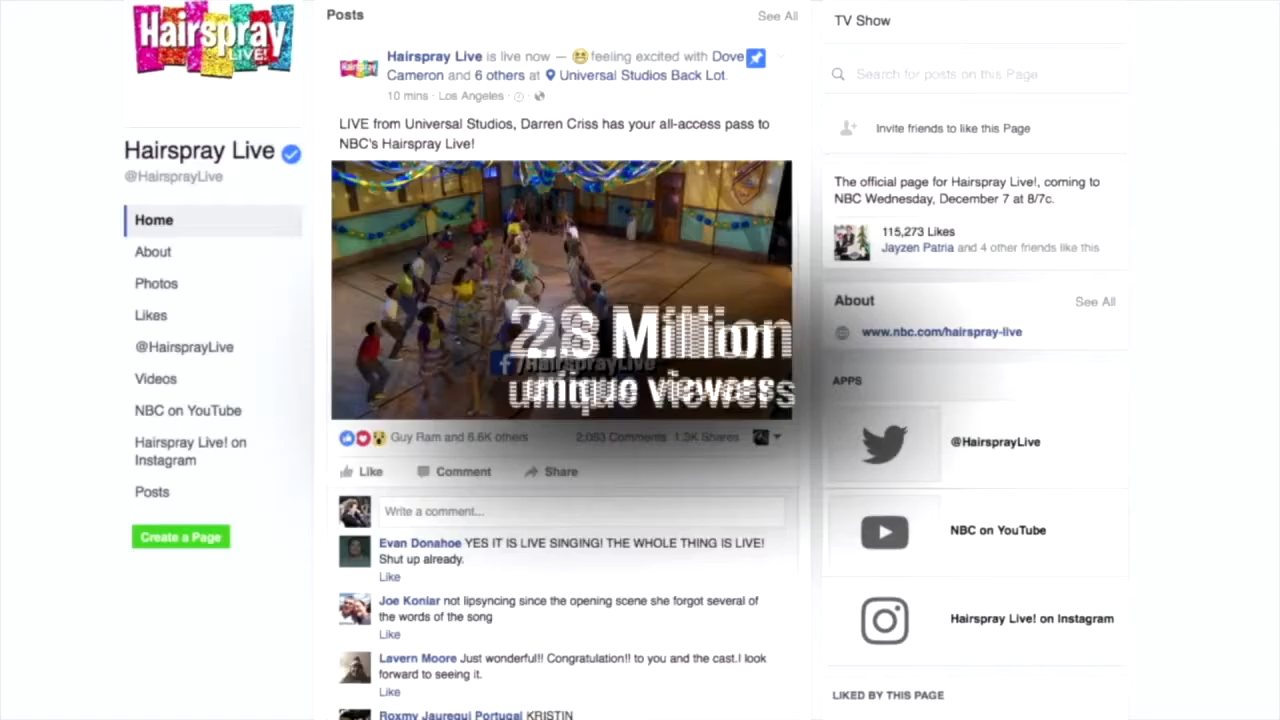 Hairspray
LIVE!
Hairspray Live
@HairsprayLive
Home
About
Photos
Likes
@HairsprayLive
Videos
NBC on YouTube
Hairspray Live! on
Instagram
Posts
Create a Page
Posts
See All
Hairspray
Hairspray Live is live now — feeling excited with Dove
Cameron and 6 others at Universal Studios Back Lot.
10 mins · Los Angeles ·
LIVE from Universal Studios, Darren Criss has your all-access pass to
NBC's Hairspray Live!
2.8 Million
/HairsprayLive
unique viewers
Guy Ram and 6.6K others
2,053 Comments 1.3K Shares
Like Comment Share
Write a comment...
Evan Donahoe YES IT IS LIVE SINGING! THE WHOLE THING IS LIVE!
Shut up already.
Like
Joe Koniar not lipsyncing since the opening scene she forgot several of
the words of the song
Like
Lavern Moore Just wonderful!! Congratulation!! to you and the cast.I look
forward to seeing it.
Like
Roxmy Jauregui Portugal KRISTIN
TV Show
Search for posts on this Page
Invite friends to like this Page
The official page for Hairspray Live!, coming to
NBC Wednesday, December 7 at 8/7c.
115,273 Likes
Jayzen Patria and 4 other friends like this
About
See All
www.nbc.com/hairspray-live
APPS
@HairsprayLive
NBC on YouTube
Hairspray Live! on Instagram
LIKED BY THIS PAGE